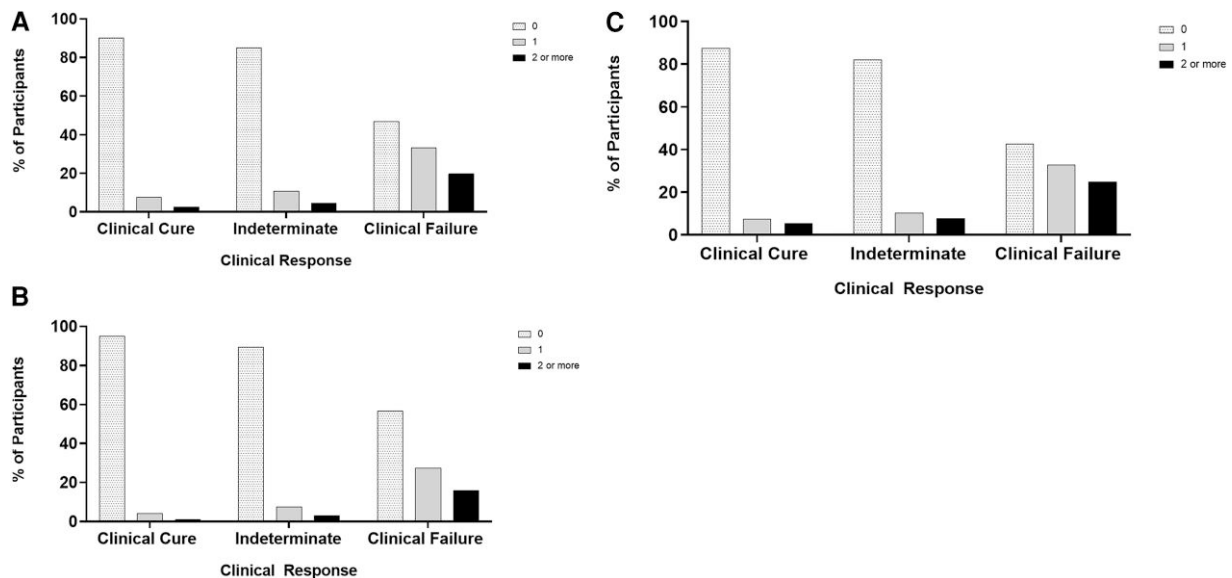 A
100
80
60
40
20
0
% of Participants
Clinical Cure Indeterminate Clinical Failure
Clinical Response
0
1
2 or more
B
100
80
60
40
20
0
% of Participants
Clinical Cure Indeterminate Clinical Failure
Clinical Response
0
1
2 or more
C
100
80
60
40
20
0
% of Participants
Clinical Cure Indeterminate Clinical Failure
Clinical Response
0
1
2 or more